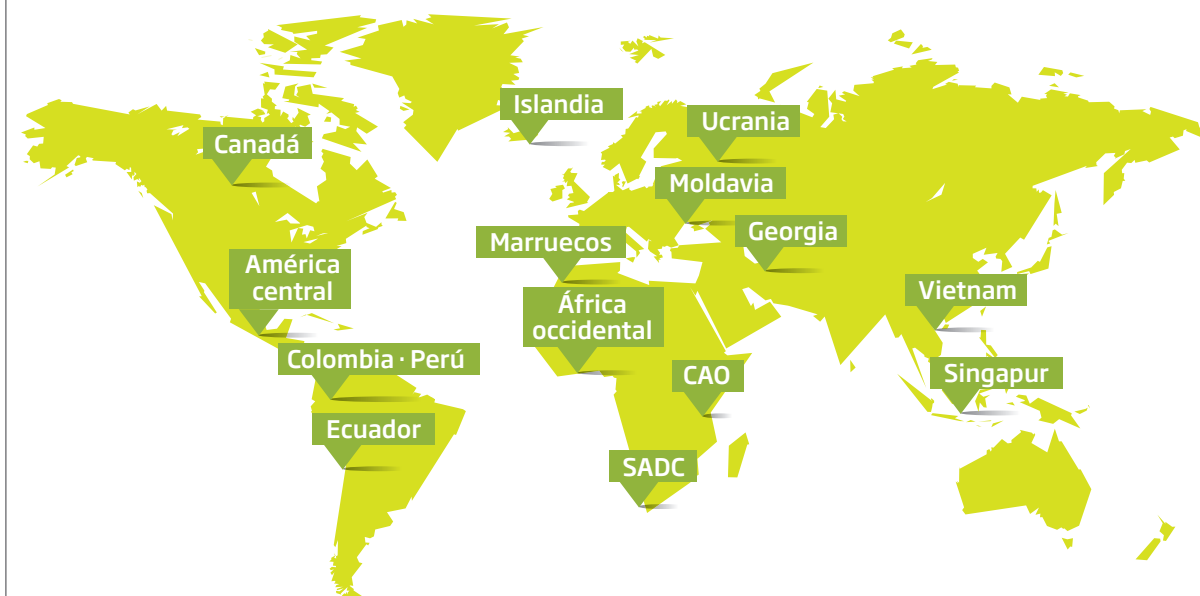 Islandia
Ucrania
Canadá
Moldavia
Georgia
Marruecos
América
central
Vietnam
África
occidental
Colombia · Perú
CAO
Singapur
Ecuador
SADC